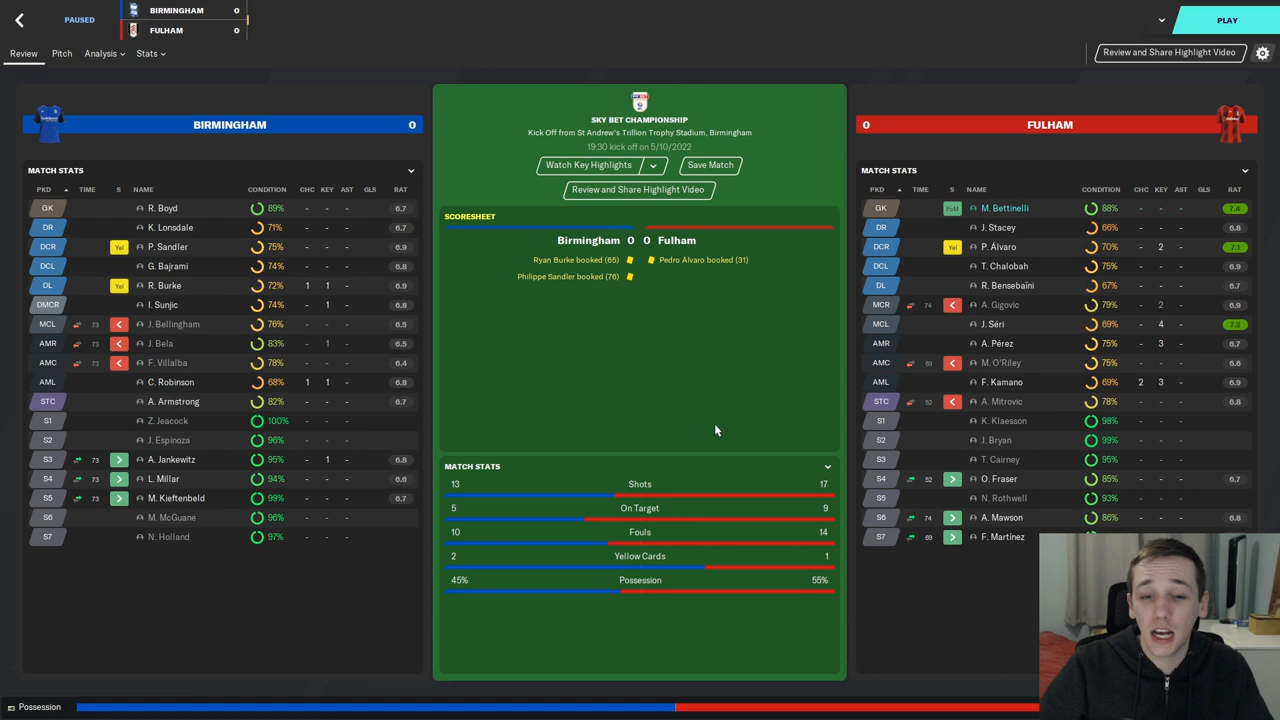 PAUSED
BIRMINGHAM 0
FULHAM 0
PLAY
Review Pitch Analysis Stats
Review and Share Highlight Video
BIRMINGHAM 0
MATCH STATS
PKD TIME S NAME CONDITION CHC KEY AST GLS RAT
GK R. Boyd 89% - - - 6.7
DR K. Lonsdale 71% - - - 6.7
DCR Yel P. Sandler 75% - - - 6.9
DCL G. Bajrami 74% - - - 6.8
DL Yel R. Burke 72% 1 1 - 6.9
DMCR I. Sunjic 74% - 1 - 6.8
MCL 73 J. Bellingham 76% - - - 6.5
AMR 73 J. Bela 83% - 1 - 6.5
AMC 73 F. Villalba 78% - - - 6.4
AML C. Robinson 68% 1 1 - 6.8
STC A. Armstrong 82% - - - 6.7
S1 Z. Jeacock 100%
S2 J. Espinoza 96%
S3 73 A. Jankewitz 95% - 1 - 6.8
S4 73 L. Millar 94% - - - 6.6
S5 73 M. Kieftenbeld 99% - - - 6.7
S6 M. McGuane 96%
S7 N. Holland 97%
SKY BET CHAMPIONSHIP
Kick Off from St Andrew's Trillion Trophy Stadium, Birmingham
19:30 kick off on 5/10/2022
Watch Key Highlights Save Match
Review and Share Highlight Video
SCORESHEET
Birmingham 0 0 Fulham
Ryan Burke booked (65) Pedro Álvaro booked (31)
Philippe Sandler booked (76)
MATCH STATS
13 Shots 17
5 On Target 9
10 Fouls 14
2 Yellow Cards 1
45% Possession 55%
0 FULHAM
MATCH STATS
PKD TIME S NAME CONDITION CHC KEY AST GLS RAT
GK PoM M. Bettinelli 88% - - - 7.4
DR J. Stacey 66% - - - 6.8
DCR Yel P. Álvaro 70% - 2 - 7.1
DCL T. Chalobah 75% - - - 6.9
DL R. Bensebaini 67% - - - 6.7
MCR 74 A. Gigovic 79% - 2 - 6.9
MCL J. Séri 69% - 4 - 7.2
AMR A. Pérez 75% - 3 - 6.7
AMC 69 M. O'Riley 75% - - - 6.6
AML F. Kamano 69% 2 3 - 6.9
STC 52 A. Mitrovic 78% - - - 6.8
S1 K. Klaesson 98%
S2 J. Bryan 99%
S3 T. Cairney 95%
S4 52 O. Fraser 85% - - - 6.7
S5 N. Rothwell 93%
S6 74 A. Mawson 86% - - - 6.8
S7 69 F. Martinez
Possession